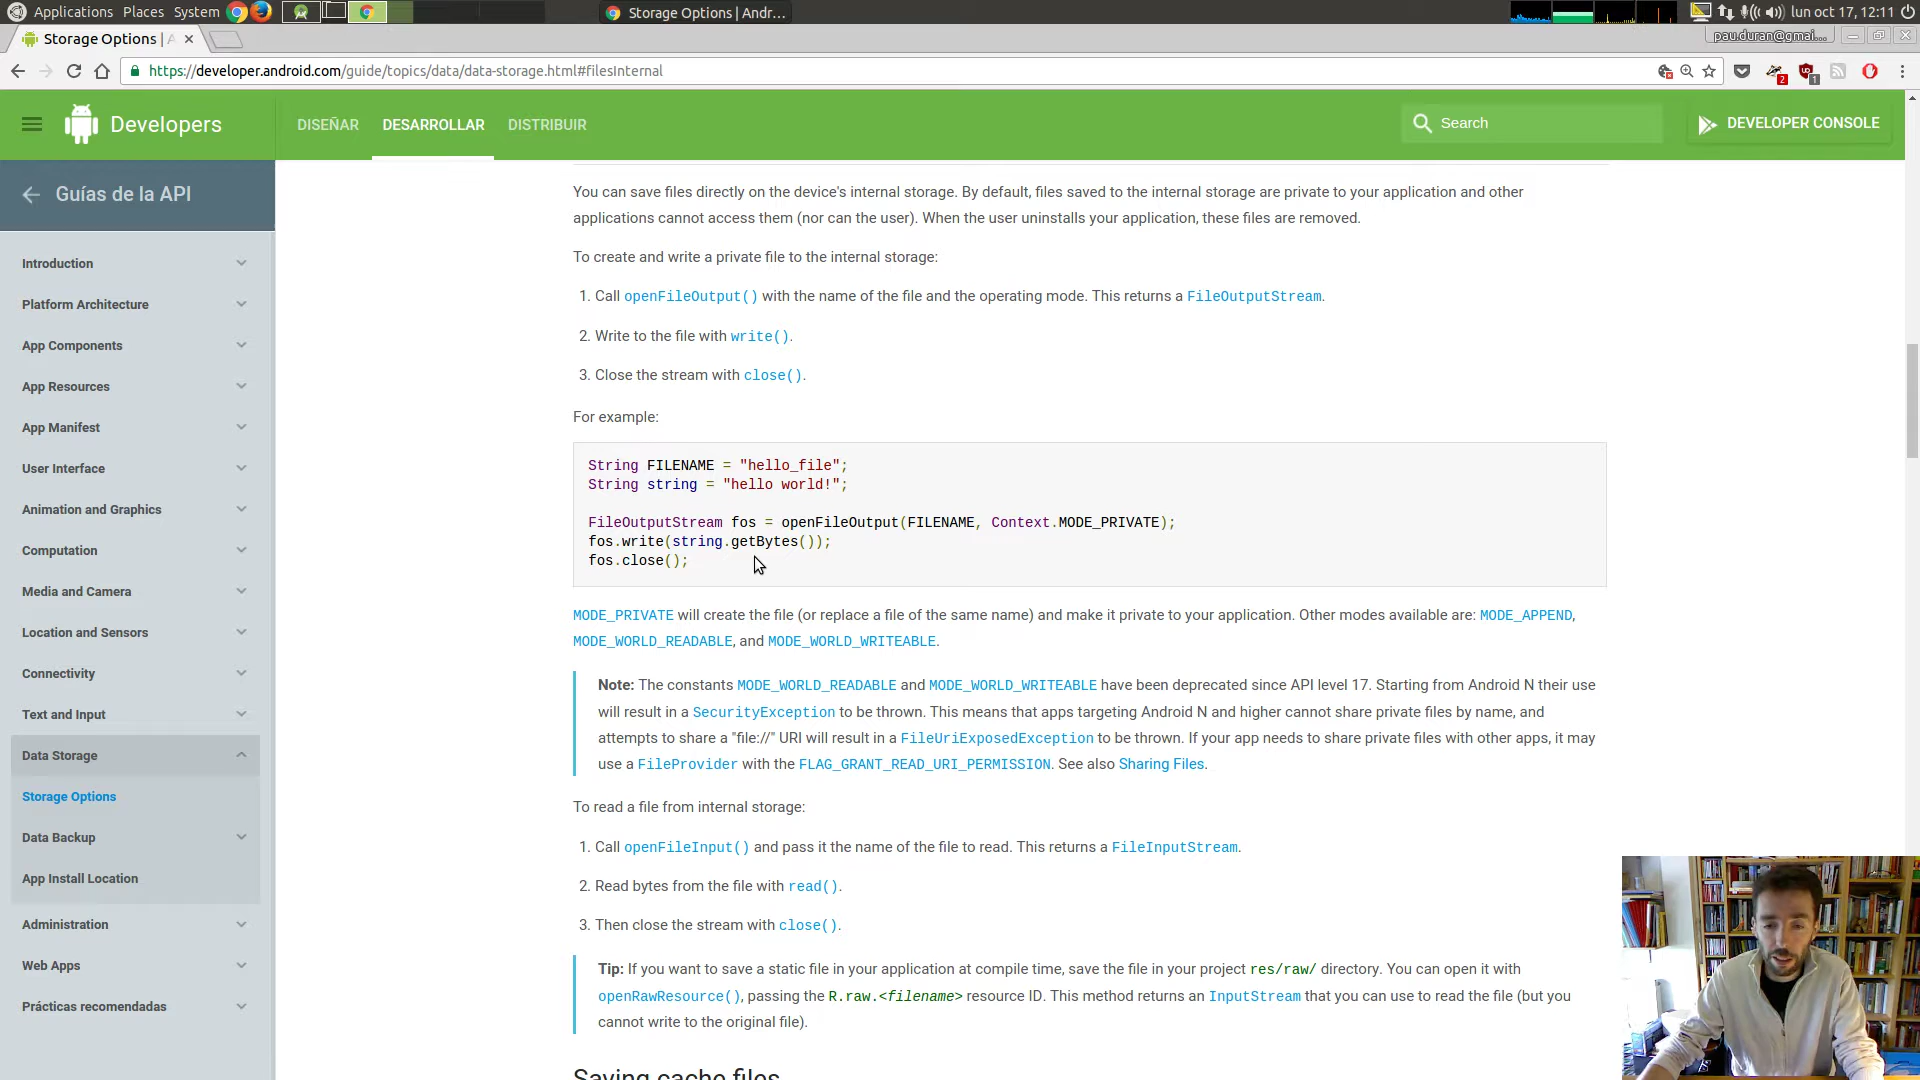 Applications Places System
Storage Options | Andr...
lun oct 17, 12:11
Storage Options | A
pau.duran@gmai...
https://developer.android.com/guide/topics/data/data-storage.html#filesInternal
2
1
Developers
DISEÑAR DESARROLLAR DISTRIBUIR
Search
DEVELOPER CONSOLE
Guías de la API
Introduction
Platform Architecture
App Components
App Resources
App Manifest
User Interface
Animation and Graphics
Computation
Media and Camera
Location and Sensors
Connectivity
Text and Input
Data Storage
Storage Options
Data Backup
App Install Location
Administration
Web Apps
Prácticas recomendadas
You can save files directly on the device's internal storage. By default, files saved to the internal storage are private to your application and other
applications cannot access them (nor can the user). When the user uninstalls your application, these files are removed.
To create and write a private file to the internal storage:
1. Call openFileOutput() with the name of the file and the operating mode. This returns a FileOutputStream.
2. Write to the file with write().
3. Close the stream with close().
For example:
String FILENAME = "hello_file";
String string = "hello world!";
FileOutputStream fos = openFileOutput(FILENAME, Context.MODE_PRIVATE);
fos.write(string.getBytes());
fos.close();
MODE_PRIVATE will create the file (or replace a file of the same name) and make it private to your application. Other modes available are: MODE_APPEND,
MODE_WORLD_READABLE, and MODE_WORLD_WRITEABLE.
Note: The constants MODE_WORLD_READABLE and MODE_WORLD_WRITEABLE have been deprecated since API level 17. Starting from Android N their use
will result in a SecurityException to be thrown. This means that apps targeting Android N and higher cannot share private files by name, and
attempts to share a "file://" URI will result in a FileUriExposedException to be thrown. If your app needs to share private files with other apps, it may
use a FileProvider with the FLAG_GRANT_READ_URI_PERMISSION. See also Sharing Files.
To read a file from internal storage:
1. Call openFileInput() and pass it the name of the file to read. This returns a FileInputStream.
2. Read bytes from the file with read().
3. Then close the stream with close().
Tip: If you want to save a static file in your application at compile time, save the file in your project res/raw/ directory. You can open it with
openRawResource(), passing the R.raw.<filename> resource ID. This method returns an InputStream that you can use to read the file (but you
cannot write to the original file).
Saving cache files